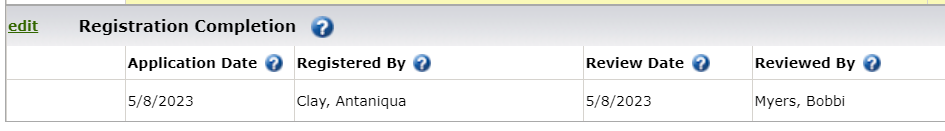 edit Registration Completion ?
Application Date ? Registered By ? Review Date ? Reviewed By ?
5/8/2023 Clay, Antaniqua 5/8/2023 Myers, Bobbi